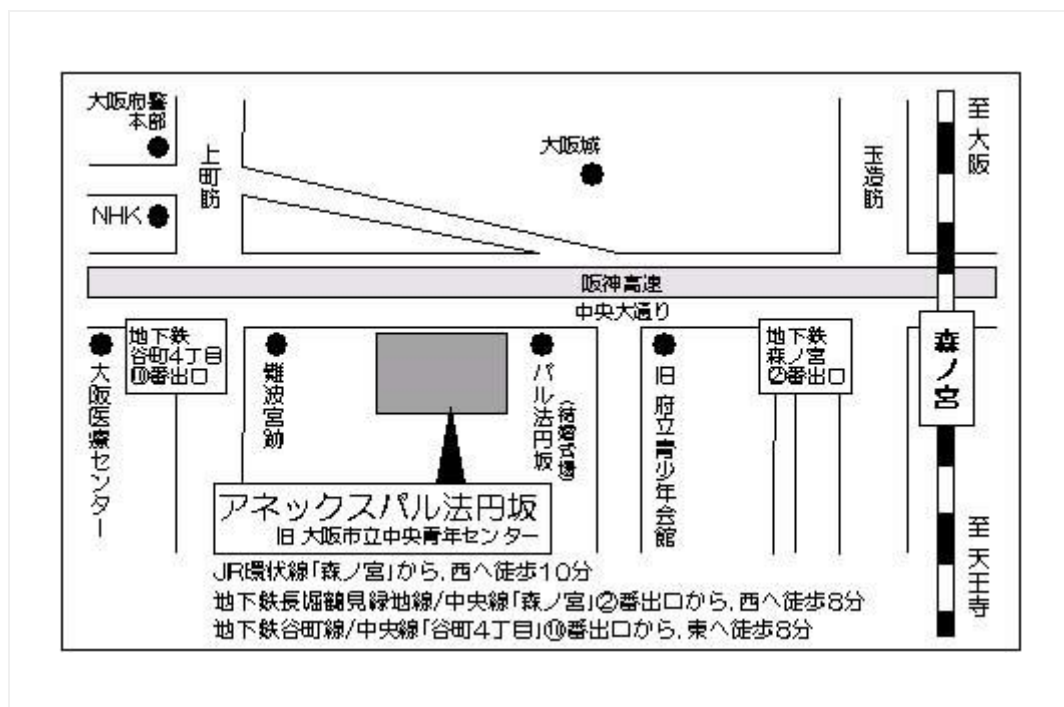 大阪府警
本部
NHK
上町筋
大阪城
玉造筋
至 大阪
阪神高速
中央大通り
大阪医療センター
地下鉄
谷町4丁目
⑩番出口
難波宮跡
パル法円坂
(結婚式場)
旧 府立青少年会館
地下鉄
森ノ宮
②番出口
森ノ宮
至 天王寺
アネックスパル法円坂
旧 大阪市立中央青年センター
JR環状線「森ノ宮」から,西へ徒歩10分
地下鉄長堀鶴見緑地線/中央線「森ノ宮」②番出口から,西へ徒歩8分
地下鉄谷町線/中央線「谷町4丁目」⑩番出口から,東へ徒歩8分